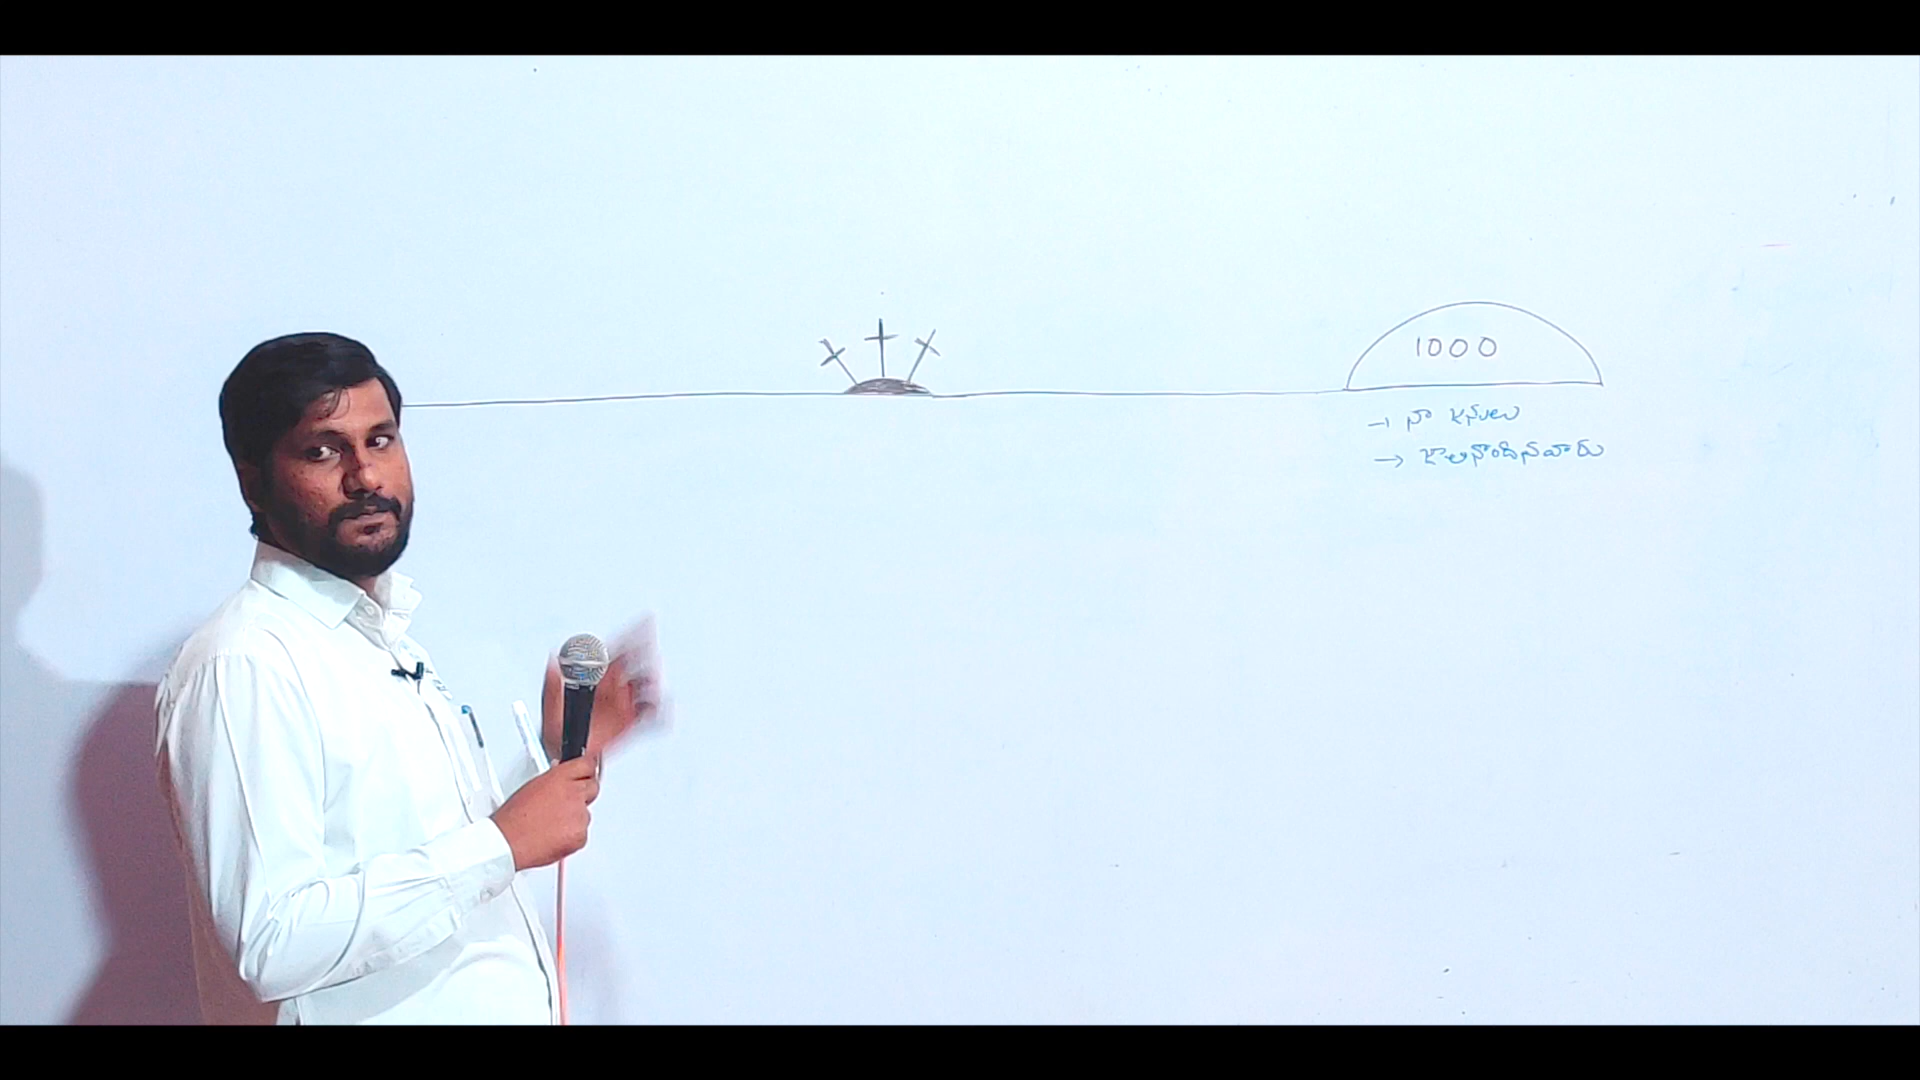 1000
→ నా జనులు
→ జాలినొందినవారు